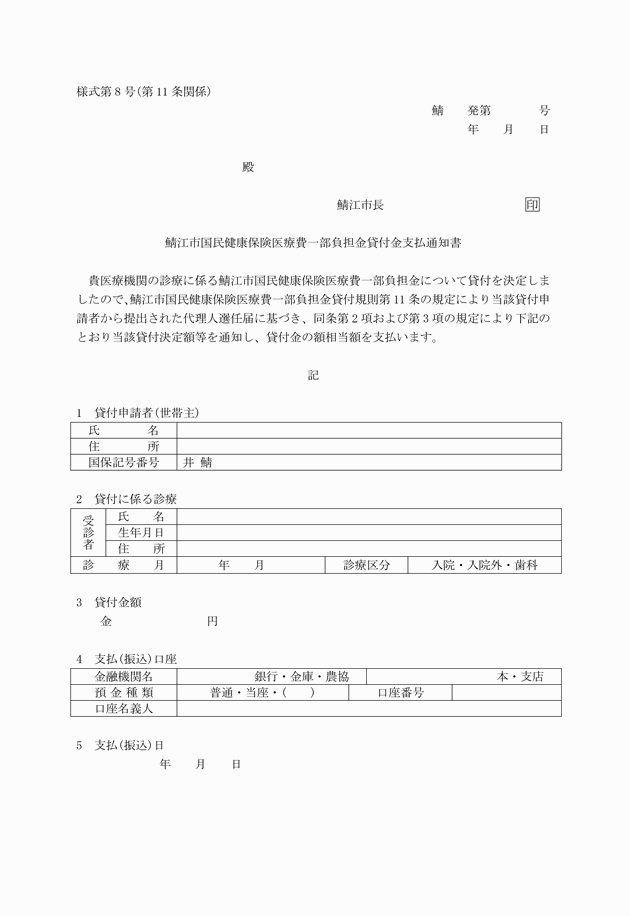 様式第8号(第11条関係)
鯖　　発第　　　　号
年　　月　　日
殿
鯖江市長　　　　　　　　　　　　印
鯖江市国民健康保険医療費一部負担金貸付金支払通知書
貴医療機関の診療に係る鯖江市国民健康保険医療費一部負担金について貸付を決定しま
したので、鯖江市国民健康保険医療費一部負担金貸付規則第11条の規定により当該貸付申
請者から提出された代理人選任届に基づき、同条第2項および第3項の規定により下記の
とおり当該貸付決定額等を通知し、貸付金の額相当額を支払います。
記
1　貸付申請者(世帯主)
氏　　　　名
住　　　　所
国保記号番号　井 鯖
2　貸付に係る診療
受診者　氏　　名
生年月日
住　　所
診　療　月　　年　　月　　診療区分　入院・入院外・歯科
3　貸付金額
金　　　　　　　　円
4　支払(振込)口座
金融機関名　　銀行・金庫・農協　　本・支店
預金種類　普通・当座・(　　)　口座番号
口座名義人
5　支払(振込)日
年　　月　　日